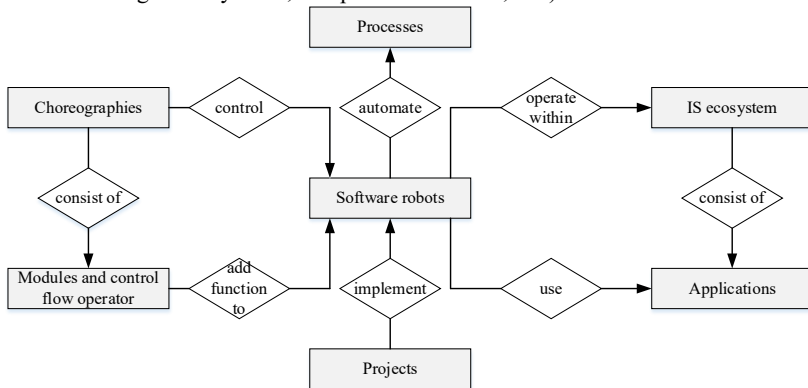 Processes
Choreographies
control
automate
operate
within
IS ecosystem
consist of
Software robots
consist of
Modules and control
flow operator
add
function
to
implement
use
Applications
Projects